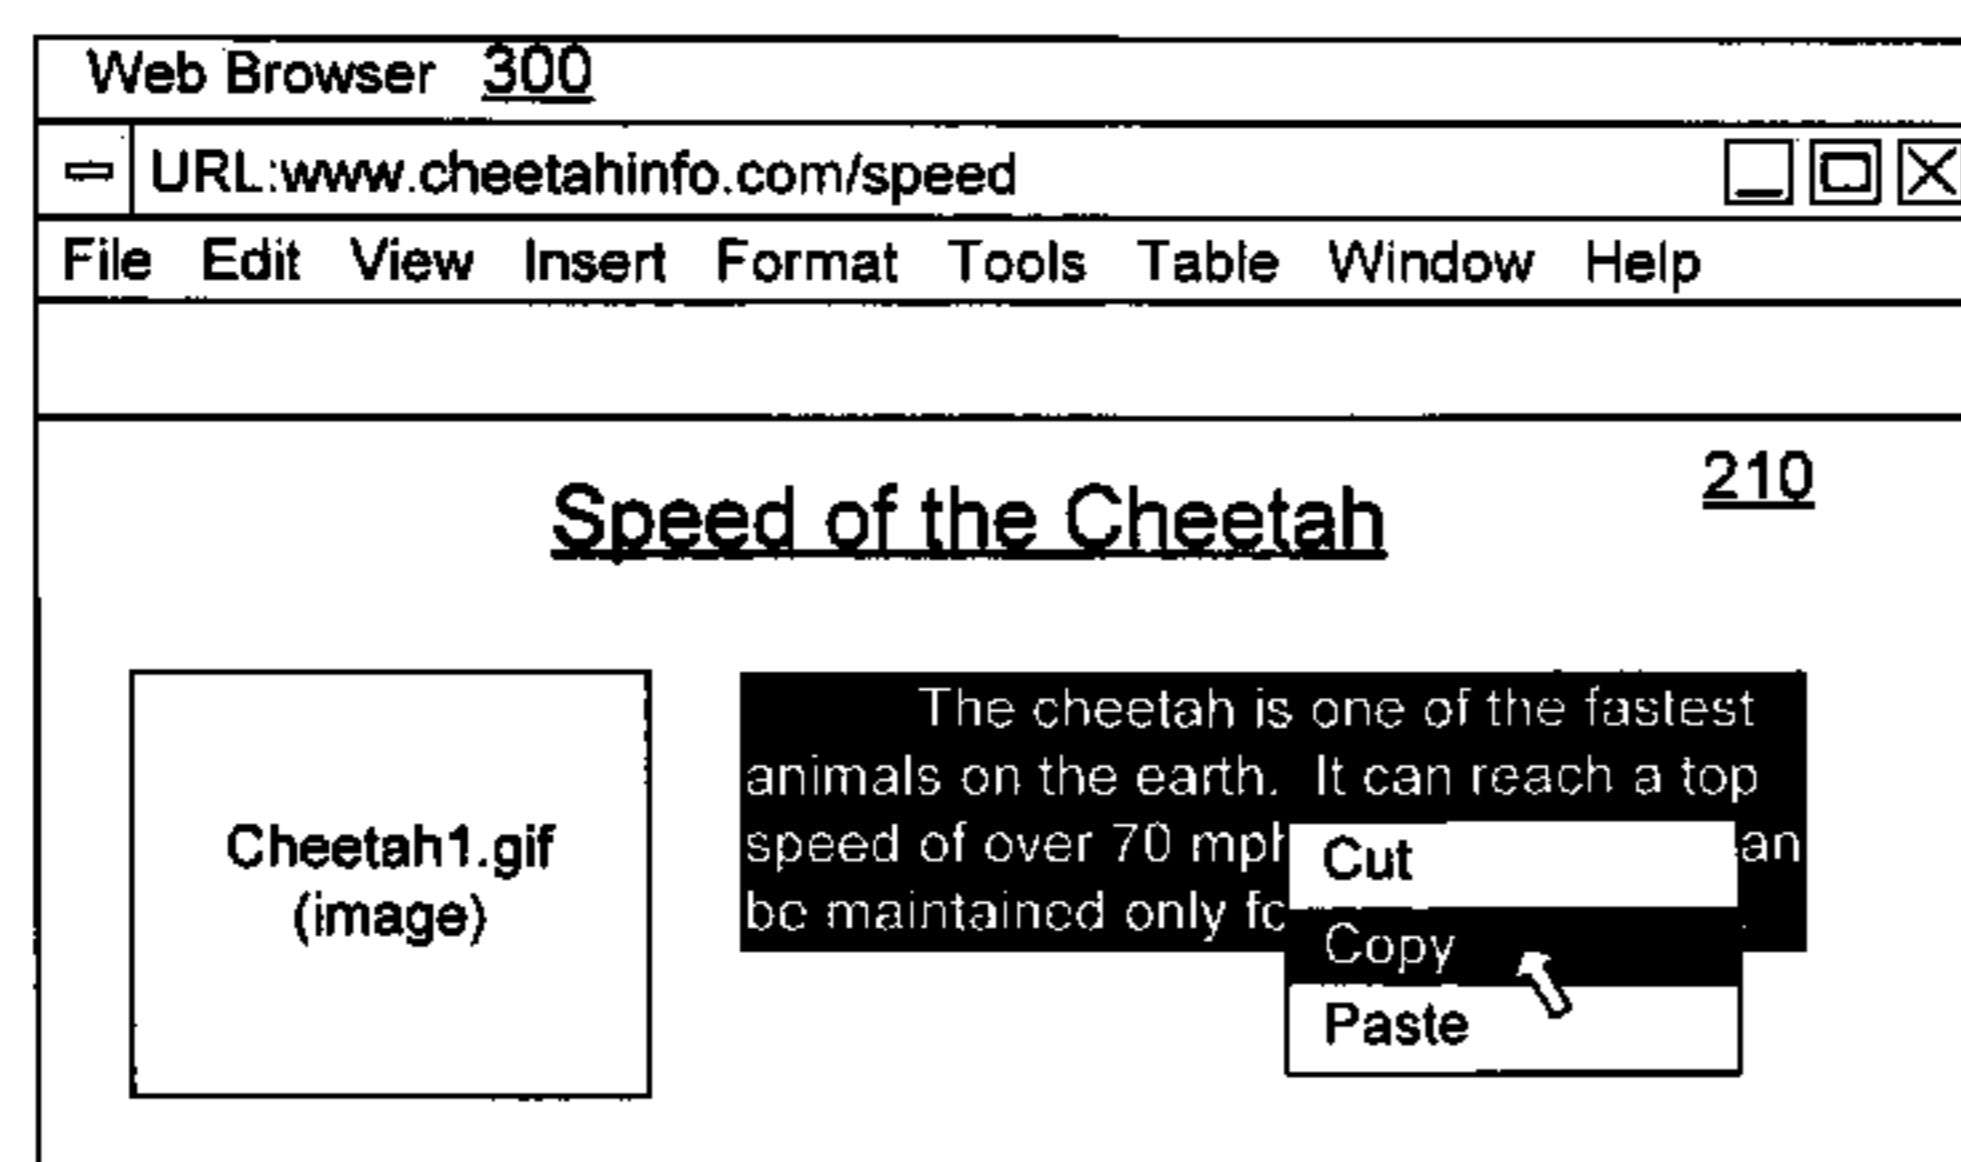 Web Browser 300
URL:www.cheetahinfo.com/speed
File Edit View Insert Format Tools Table Window Help
210
Speed of the Cheetah
Cheetah1.gif
(image)
The cheetah is one of the fastest
animals on the earth. It can reach a top
speed of over 70 mph an
be maintained only fo
Cut
Copy
Paste